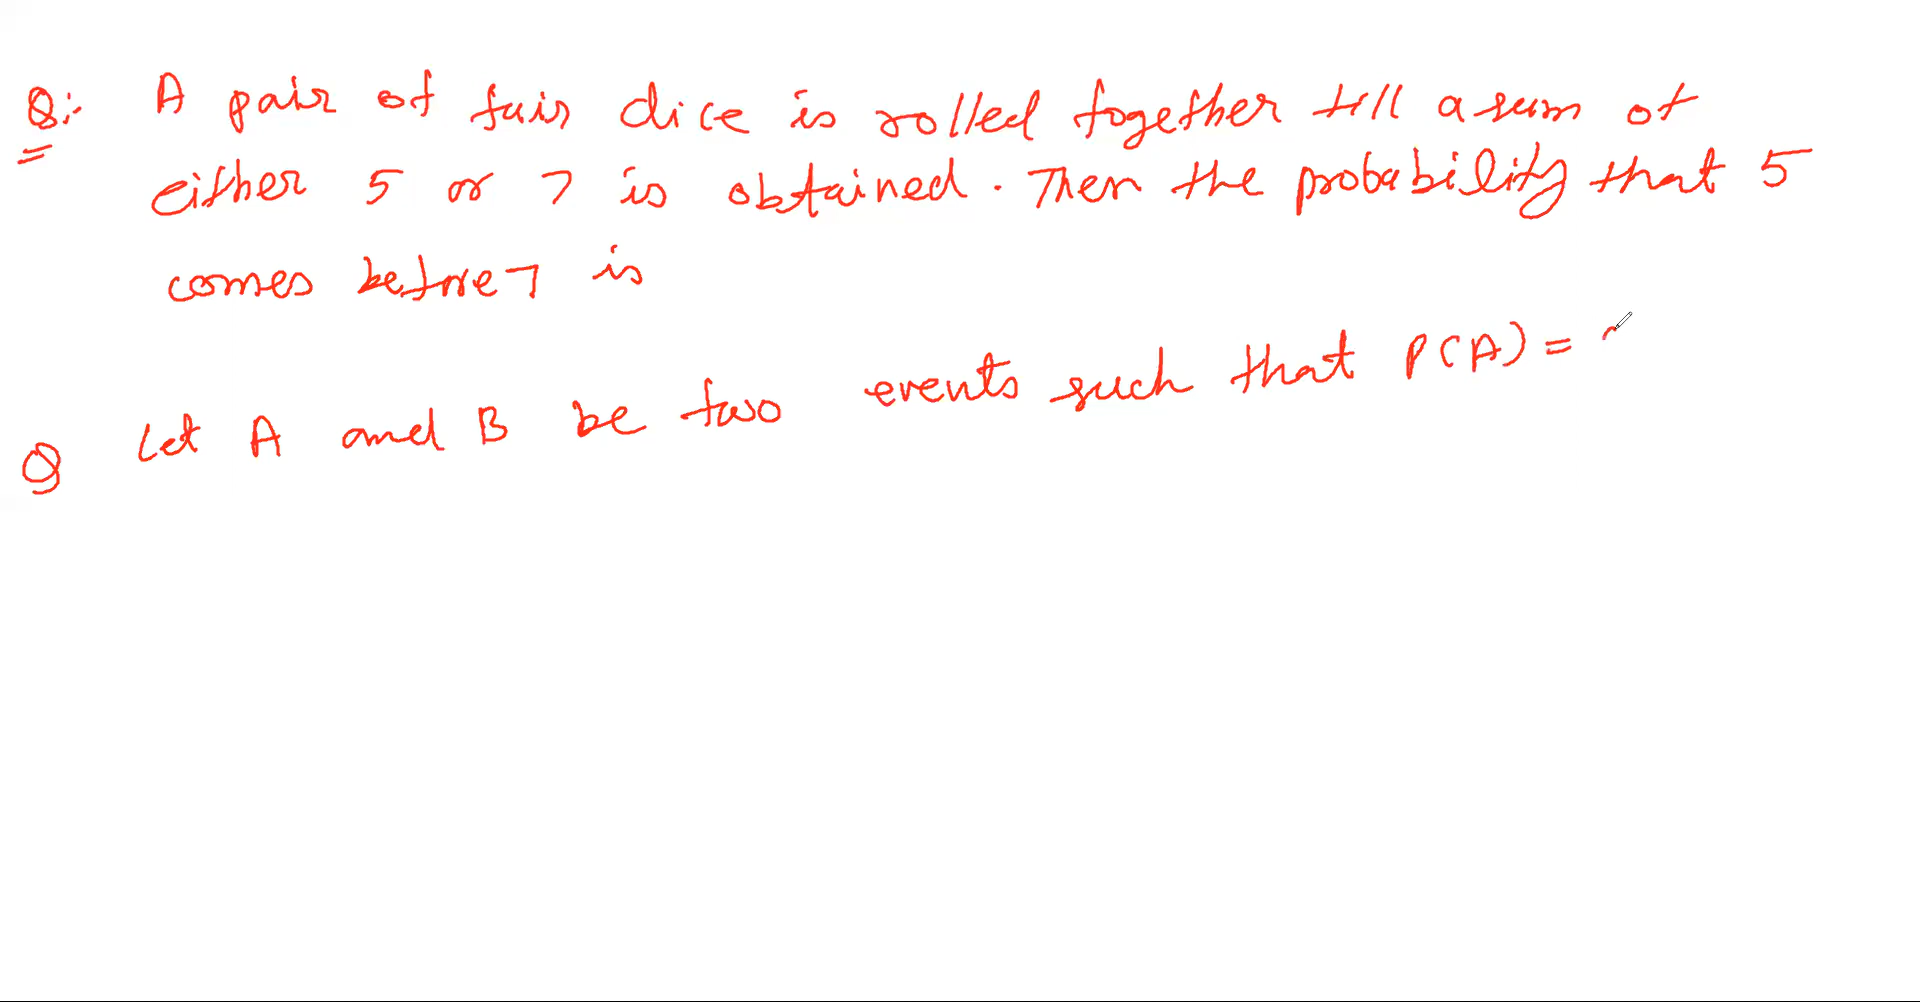 Q:- A pair of fair dice is rolled together till a sum of
either 5 or 7 is obtained. Then the probability that 5
comes before 7 is
Q Let A and B be two events such that P(A) =